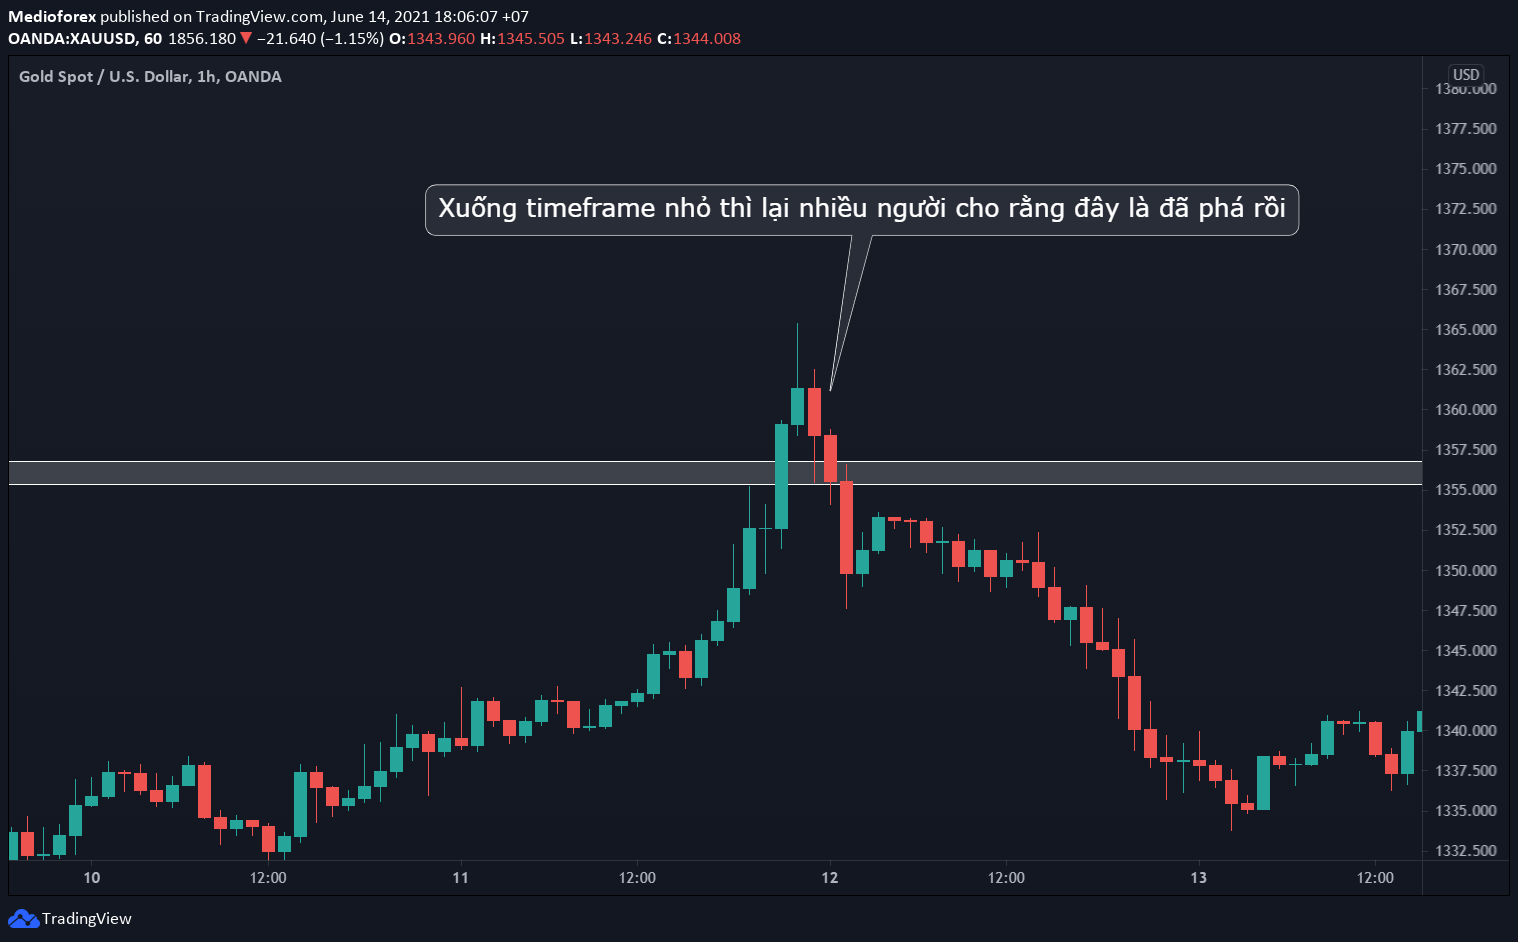 Medioforex published on TradingView.com, June 14, 2021 18:06:07 +07
OANDA:XAUUSD, 60 1856.180 ▼ −21.640 (−1.15%) O:1343.960 H:1345.505 L:1343.246 C:1344.008
Gold Spot / U.S. Dollar, 1h, OANDA
USD
1380.000
1377.500
1375.000
Xuống timeframe nhỏ thì lại nhiều người cho rằng đây là đã phá rồi
1372.500
1370.000
1367.500
1365.000
1362.500
1360.000
1357.500
1355.000
1352.500
1350.000
1347.500
1345.000
1342.500
1340.000
1337.500
1335.000
1332.500
10 12:00 11 12:00 12 12:00 13 12:00
TradingView